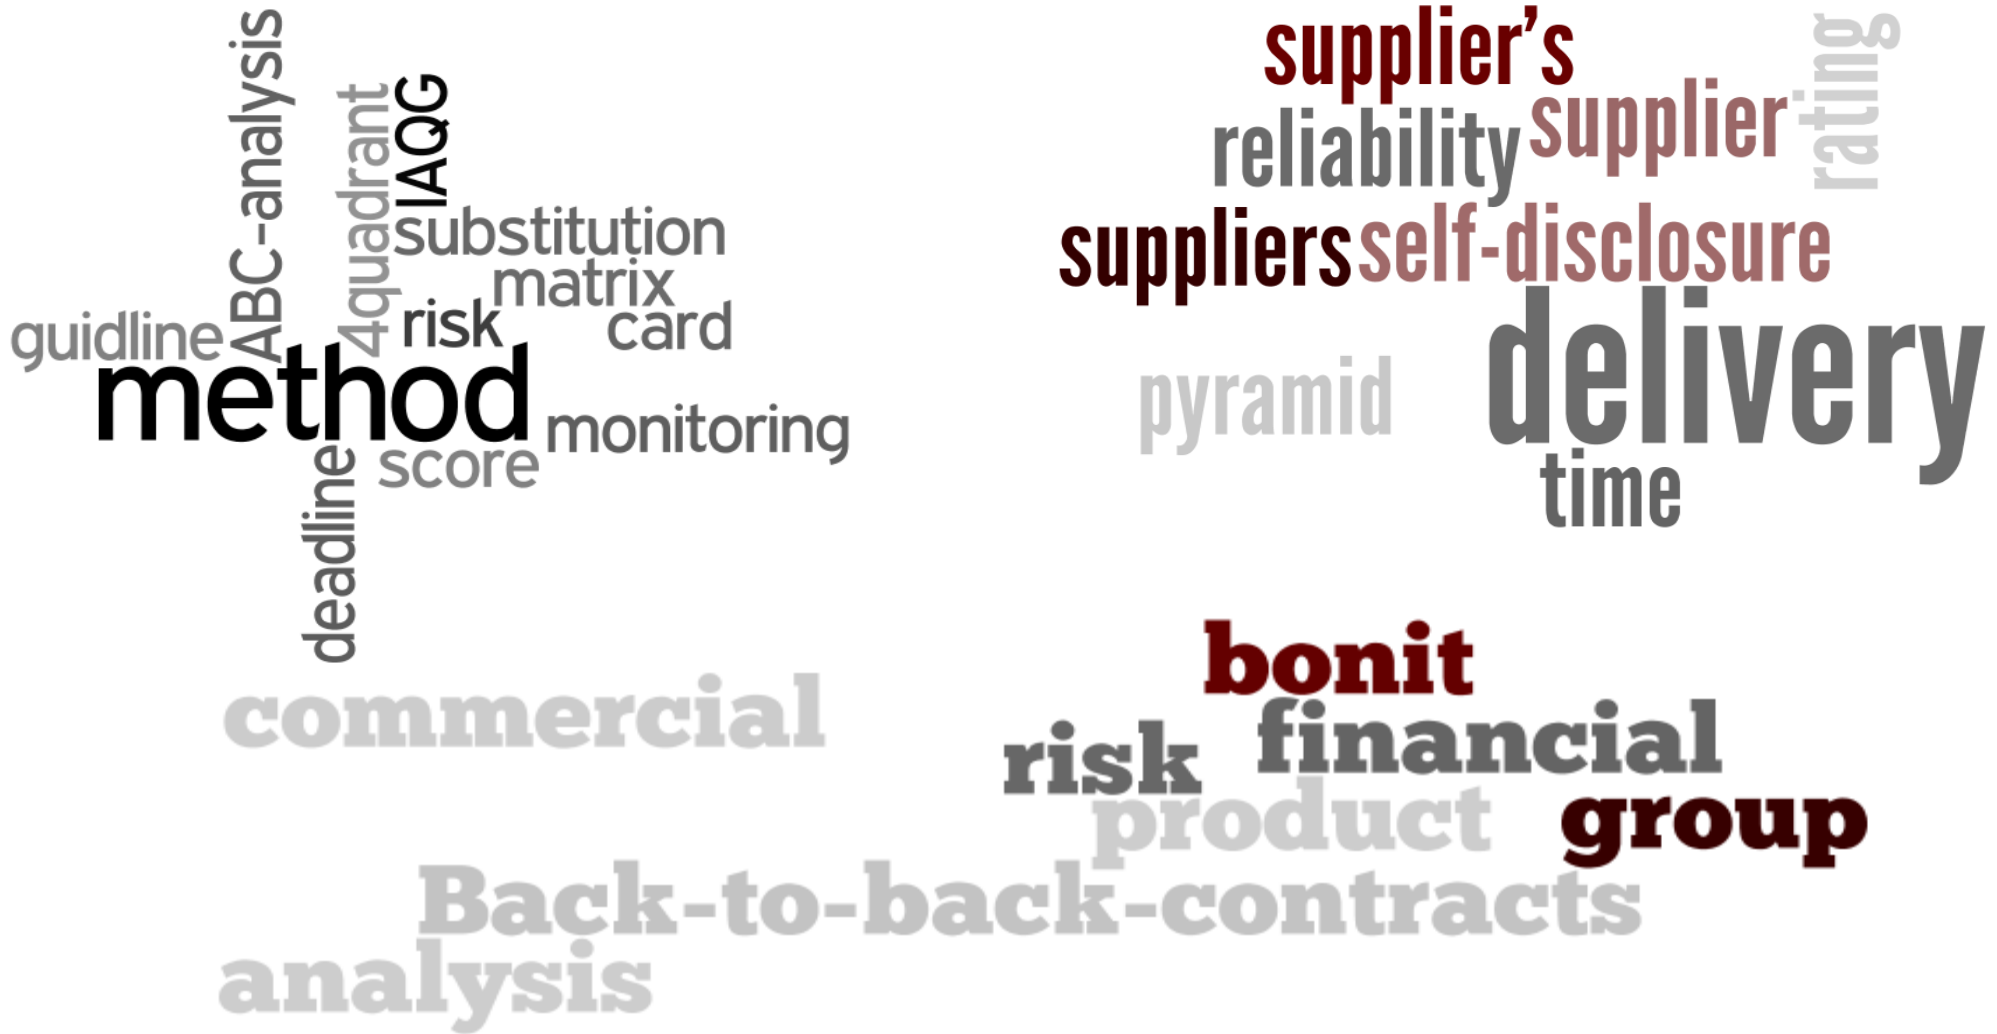 ABC-analysis
4quadrant
IAQG
substitution
matrix
guidline
risk
card
method
monitoring
score
deadline
supplier’s
rating
supplier
reliability
suppliers
self-disclosure
delivery
pyramid
time
commercial
bonit
financial
risk
product
group
Back-to-back-contracts
analysis